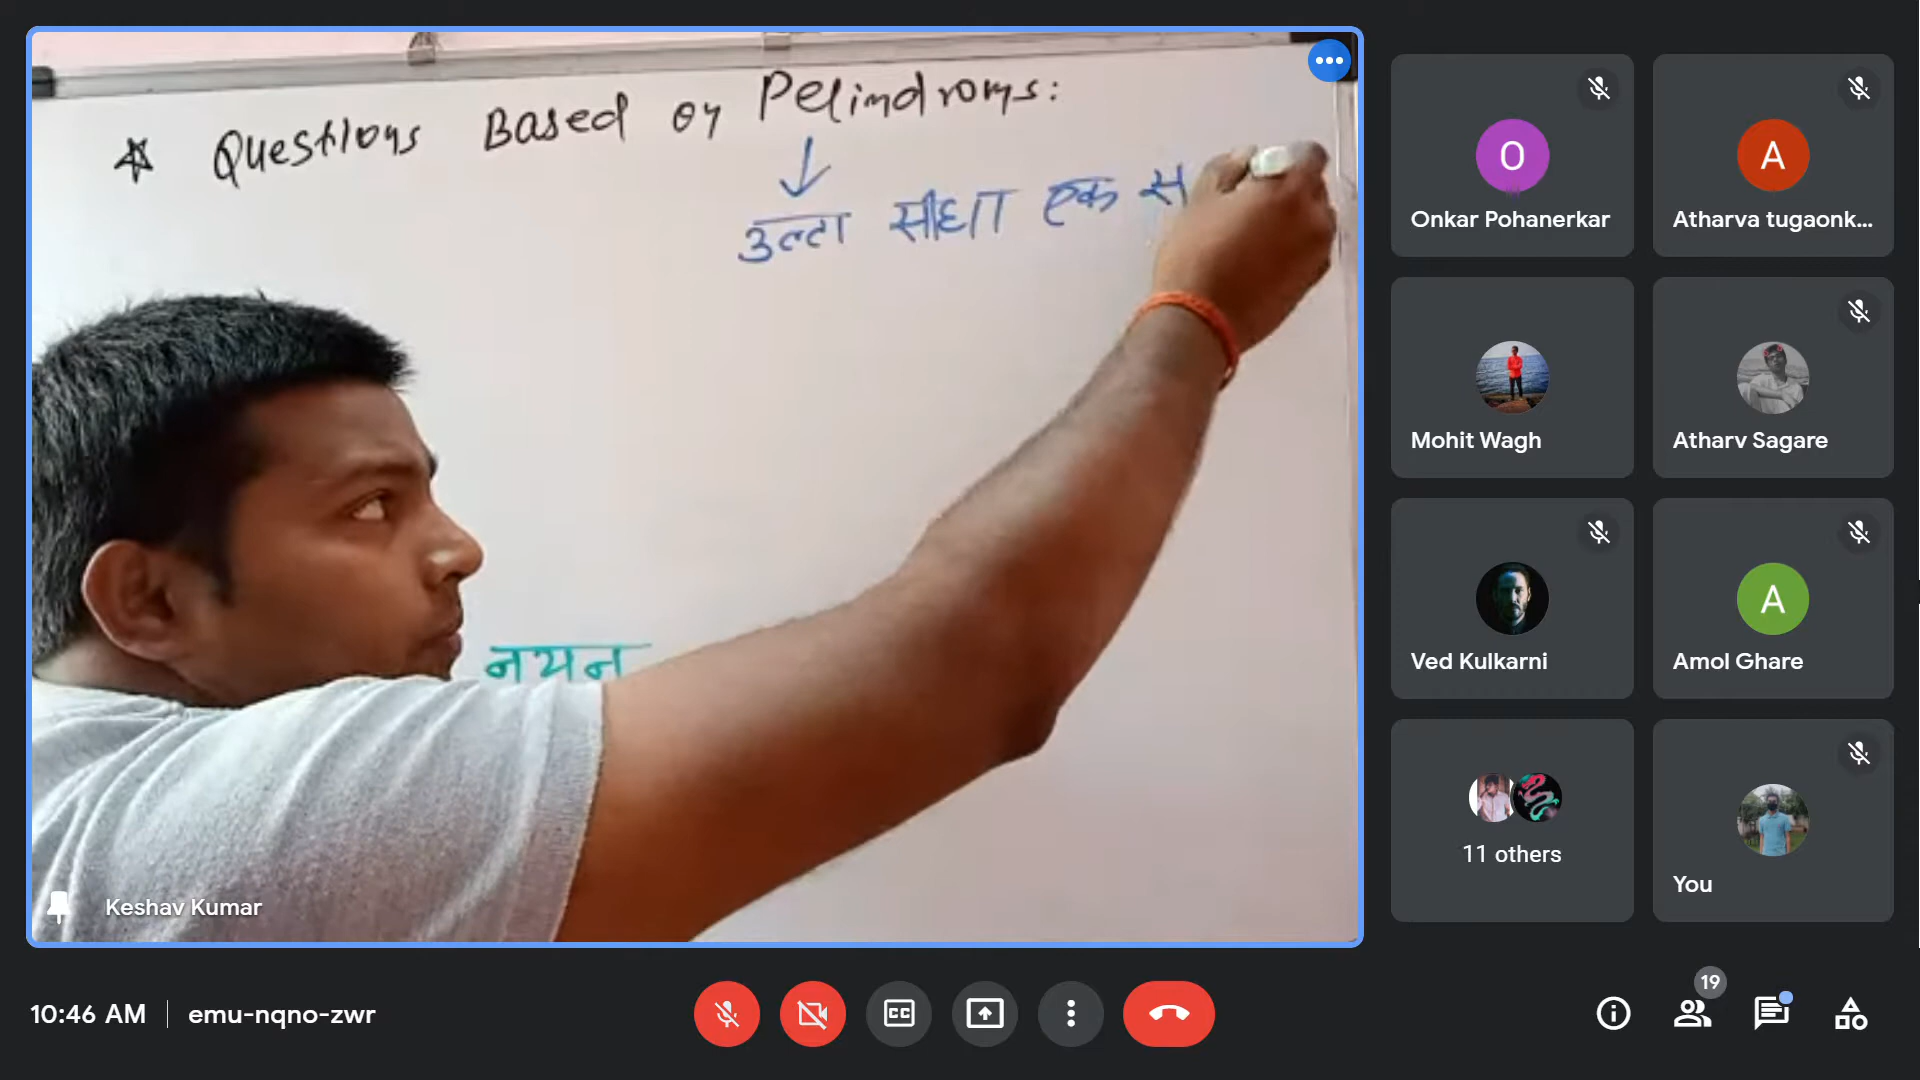 ☆ Questions Based on Pelindroms:
↓
उल्टा सीधा एक स
नयन
Keshav Kumar
Onkar Pohanerkar
Atharva tugaonk...
Mohit Wagh
Atharv Sagare
Ved Kulkarni
Amol Ghare
11 others
You
O
A
A
10:46 AM | emu-nqno-zwr
CC
19